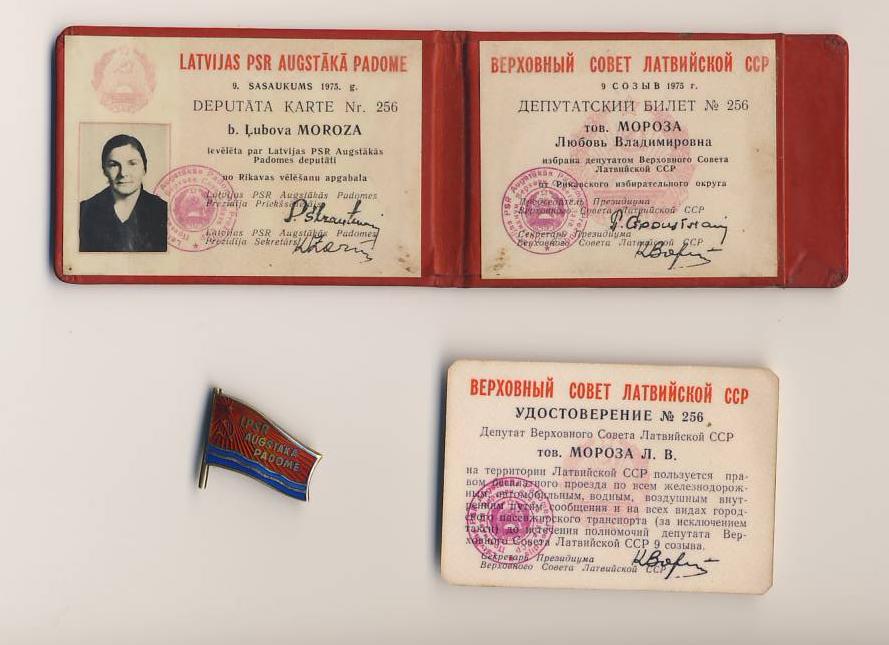 LATVIJAS PSR AUGSTĀKĀ PADOME
9. SASAUKUMS 1975. g.
DEPUTĀTA KARTE Nr. 256
b. Ļubova MOROZA
ievēlēta par Latvijas PSR Augstākās
Padomes deputāti
no Rikavas vēlēšanu apgabala
Latvijas PSR Augstākās Padomes
Prezidija Priekšsēdētājs
Latvijas PSR Augstākās Padomes
Prezidija Sekretārs
ВЕРХОВНЫЙ СОВЕТ ЛАТВИЙСКОЙ ССР
9 СОЗЫВ 1975 г.
ДЕПУТАТСКИЙ БИЛЕТ № 256
тов. МОРОЗА
Любовь Владимировна
избрана депутатом Верховного Совета
Латвийской ССР
от Рикавского избирательного округа
Председатель Президиума
Верховного Совета Латвийской ССР
Секретарь Президиума
Верховного Совета Латвийской ССР
LPSR
AUGSTĀKĀ
PADOME
ВЕРХОВНЫЙ СОВЕТ ЛАТВИЙСКОЙ ССР
УДОСТОВЕРЕНИЕ № 256
Депутат Верховного Совета Латвийской ССР
тов. МОРОЗА Л. В.
на территории Латвийской ССР пользуется пра-
вом бесплатного проезда по всем железнодорож-
ным, автомобильным, водным, воздушным внут-
ренним путям сообщения и на всех видах город-
ского пассажирского транспорта (за исключением
такси) до истечения полномочий депутата Вер-
ховного Совета Латвийской ССР 9 созыва.
Секретарь Президиума
Верховного Совета Латвийской ССР